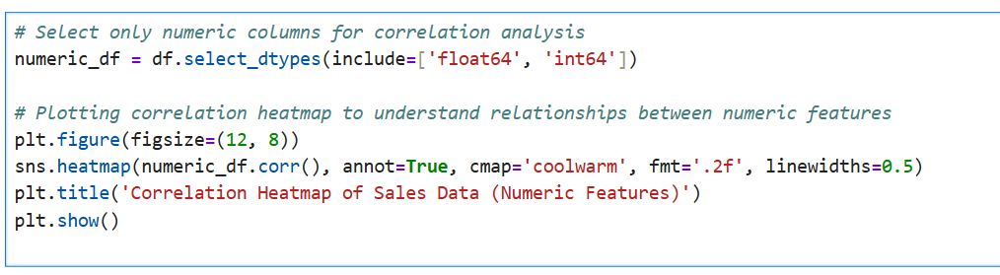 # Select only numeric columns for correlation analysis
numeric_df = df.select_dtypes(include=['float64', 'int64'])
# Plotting correlation heatmap to understand relationships between numeric features
plt.figure(figsize=(12, 8))
sns.heatmap(numeric_df.corr(), annot=True, cmap='coolwarm', fmt='.2f', linewidths=0.5)
plt.title('Correlation Heatmap of Sales Data (Numeric Features)')
plt.show()